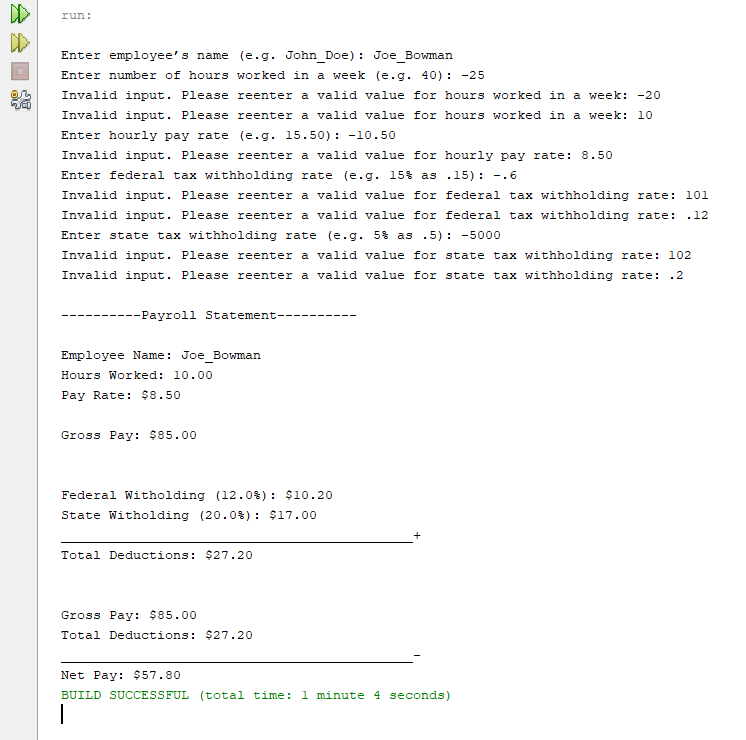 run:
Enter employee’s name (e.g. John_Doe): Joe_Bowman
Enter number of hours worked in a week (e.g. 40): -25
Invalid input. Please reenter a valid value for hours worked in a week: -20
Invalid input. Please reenter a valid value for hours worked in a week: 10
Enter hourly pay rate (e.g. 15.50): -10.50
Invalid input. Please reenter a valid value for hourly pay rate: 8.50
Enter federal tax withholding rate (e.g. 15% as .15): -.6
Invalid input. Please reenter a valid value for federal tax withholding rate: 101
Invalid input. Please reenter a valid value for federal tax withholding rate: .12
Enter state tax withholding rate (e.g. 5% as .5): -5000
Invalid input. Please reenter a valid value for state tax withholding rate: 102
Invalid input. Please reenter a valid value for state tax withholding rate: .2
----------Payroll Statement----------
Employee Name: Joe_Bowman
Hours Worked: 10.00
Pay Rate: $8.50
Gross Pay: $85.00
Federal Witholding (12.0%): $10.20
State Witholding (20.0%): $17.00
____________________________________________+
Total Deductions: $27.20
Gross Pay: $85.00
Total Deductions: $27.20
____________________________________________-
Net Pay: $57.80
BUILD SUCCESSFUL (total time: 1 minute 4 seconds)